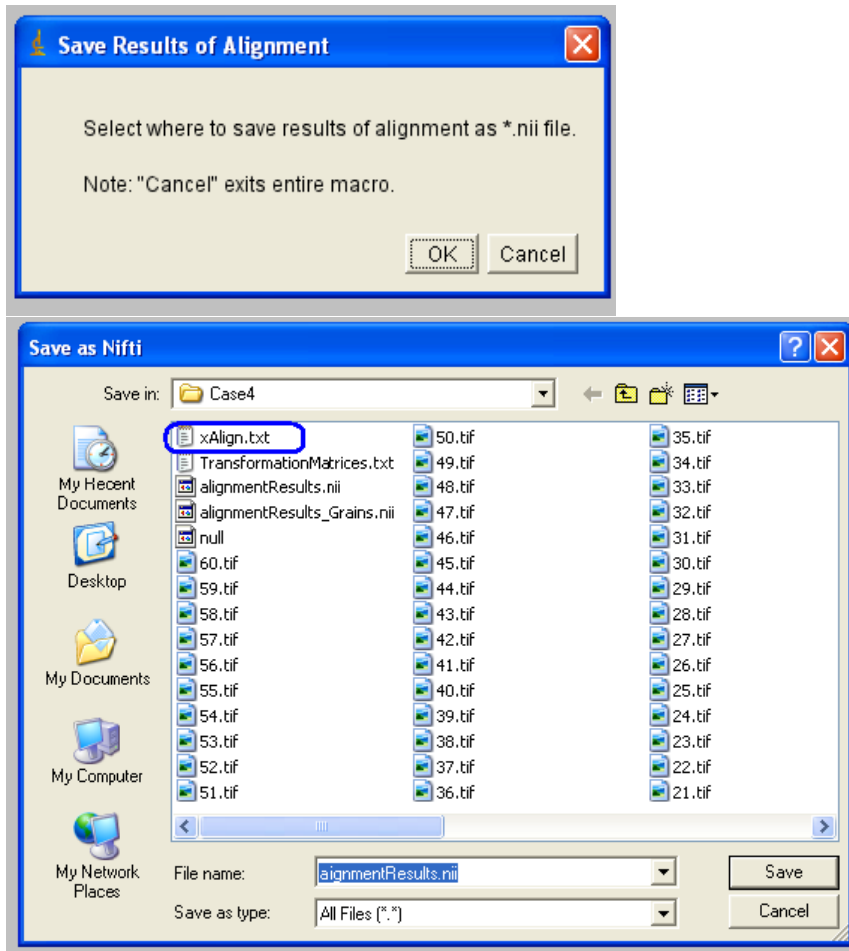 Save Results of Alignment
Select where to save results of alignment as *.nii file.
Note: "Cancel" exits entire macro.
OK Cancel
Save as Nifti
Save in: Case4
My Recent Documents
Desktop
My Documents
My Computer
My Network Places
xAlign.txt
TransformationMatrices.txt
alignmentResults.nii
alignmentResults_Grains.nii
null
60.tif
59.tif
58.tif
57.tif
56.tif
55.tif
54.tif
53.tif
52.tif
51.tif
50.tif
49.tif
48.tif
47.tif
46.tif
45.tif
44.tif
43.tif
42.tif
41.tif
40.tif
39.tif
38.tif
37.tif
36.tif
35.tif
34.tif
33.tif
32.tif
31.tif
30.tif
29.tif
28.tif
27.tif
26.tif
25.tif
24.tif
23.tif
22.tif
21.tif
File name: aignmentResults.nii Save
Save as type: All Files (*.*) Cancel